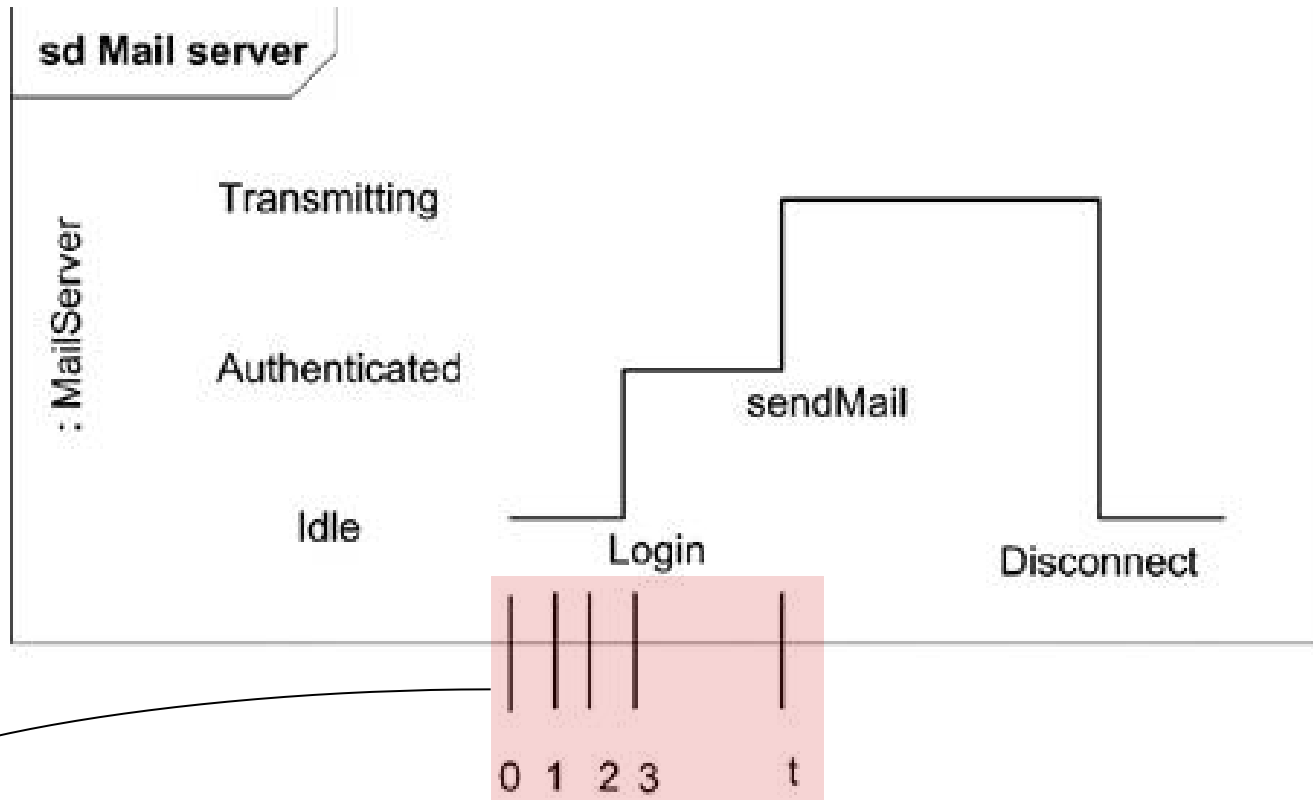 sd Mail server
: MailServer
Transmitting
Authenticated
sendMail
Idle
Login
Disconnect
0 1 2 3 t